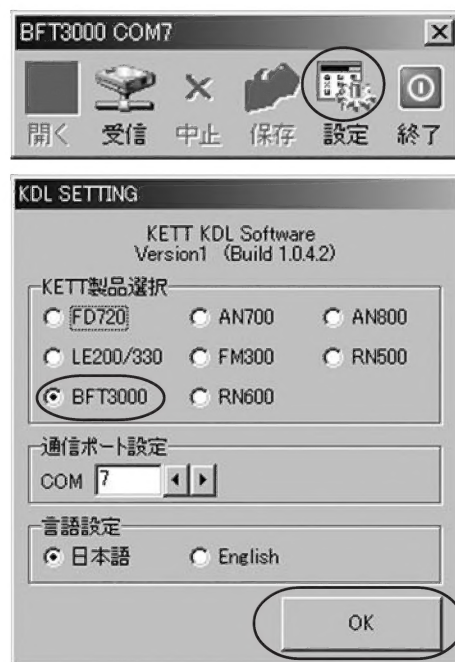 BFT3000 COM7
開く 受信 中止 保存 設定 終了
KDL SETTING
KETT KDL Software
Version1 (Build 1.0.4.2)
KETT製品選択
FD720 AN700 AN800
LE200/330 FM300 RN500
BFT3000 RN600
通信ポート設定
COM 7
言語設定
日本語 English
OK